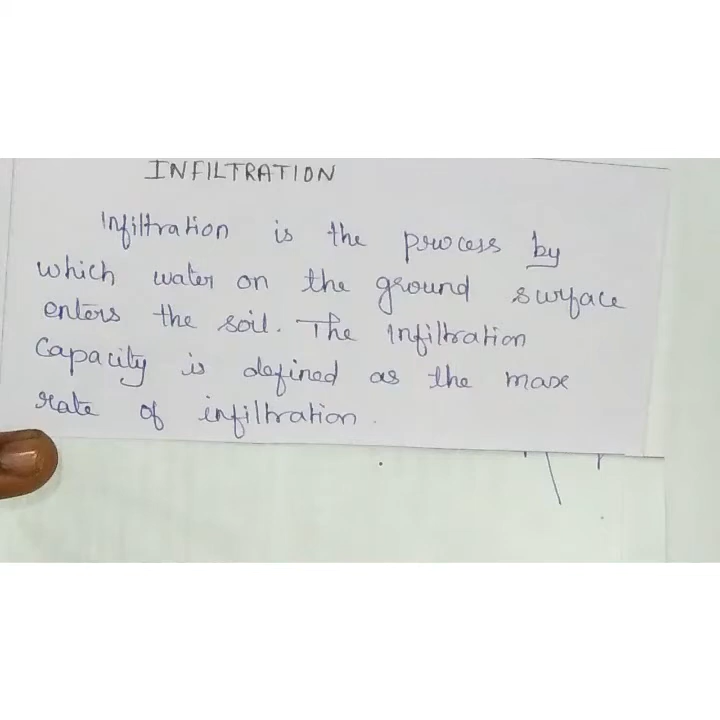 INFILTRATION
Infiltration is the process by
which water on the ground surface
enters the soil. The Infiltration
Capacity is defined as the max
rate of infiltration.